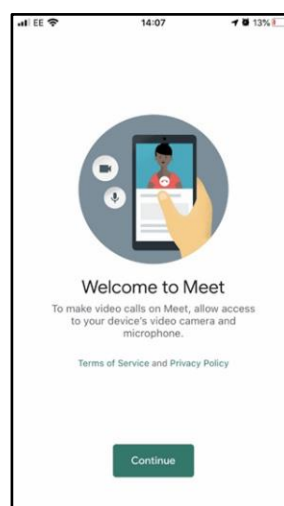 EE 14:07 13%
Welcome to Meet
To make video calls on Meet, allow access
to your device's video camera and
microphone.
Terms of Service and Privacy Policy
Continue